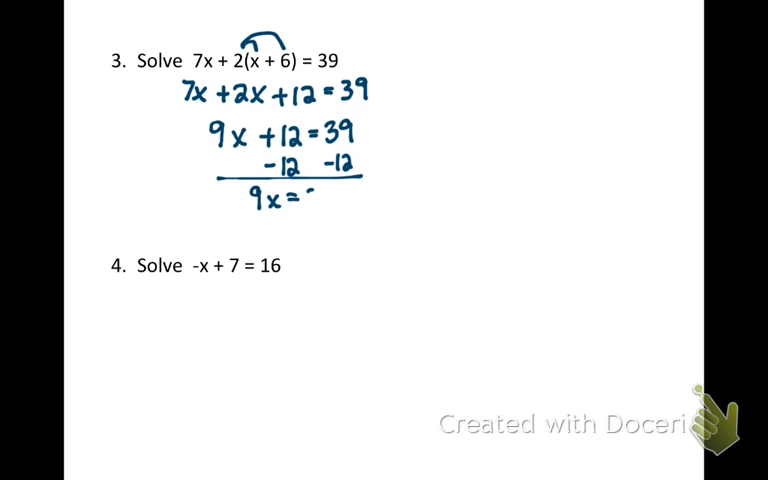 3. Solve 7x + 2(x + 6) = 39
7x + 2x + 12 = 39
9x + 12 = 39
-12 -12
9x =
4. Solve -x + 7 = 16
Created with Doceri